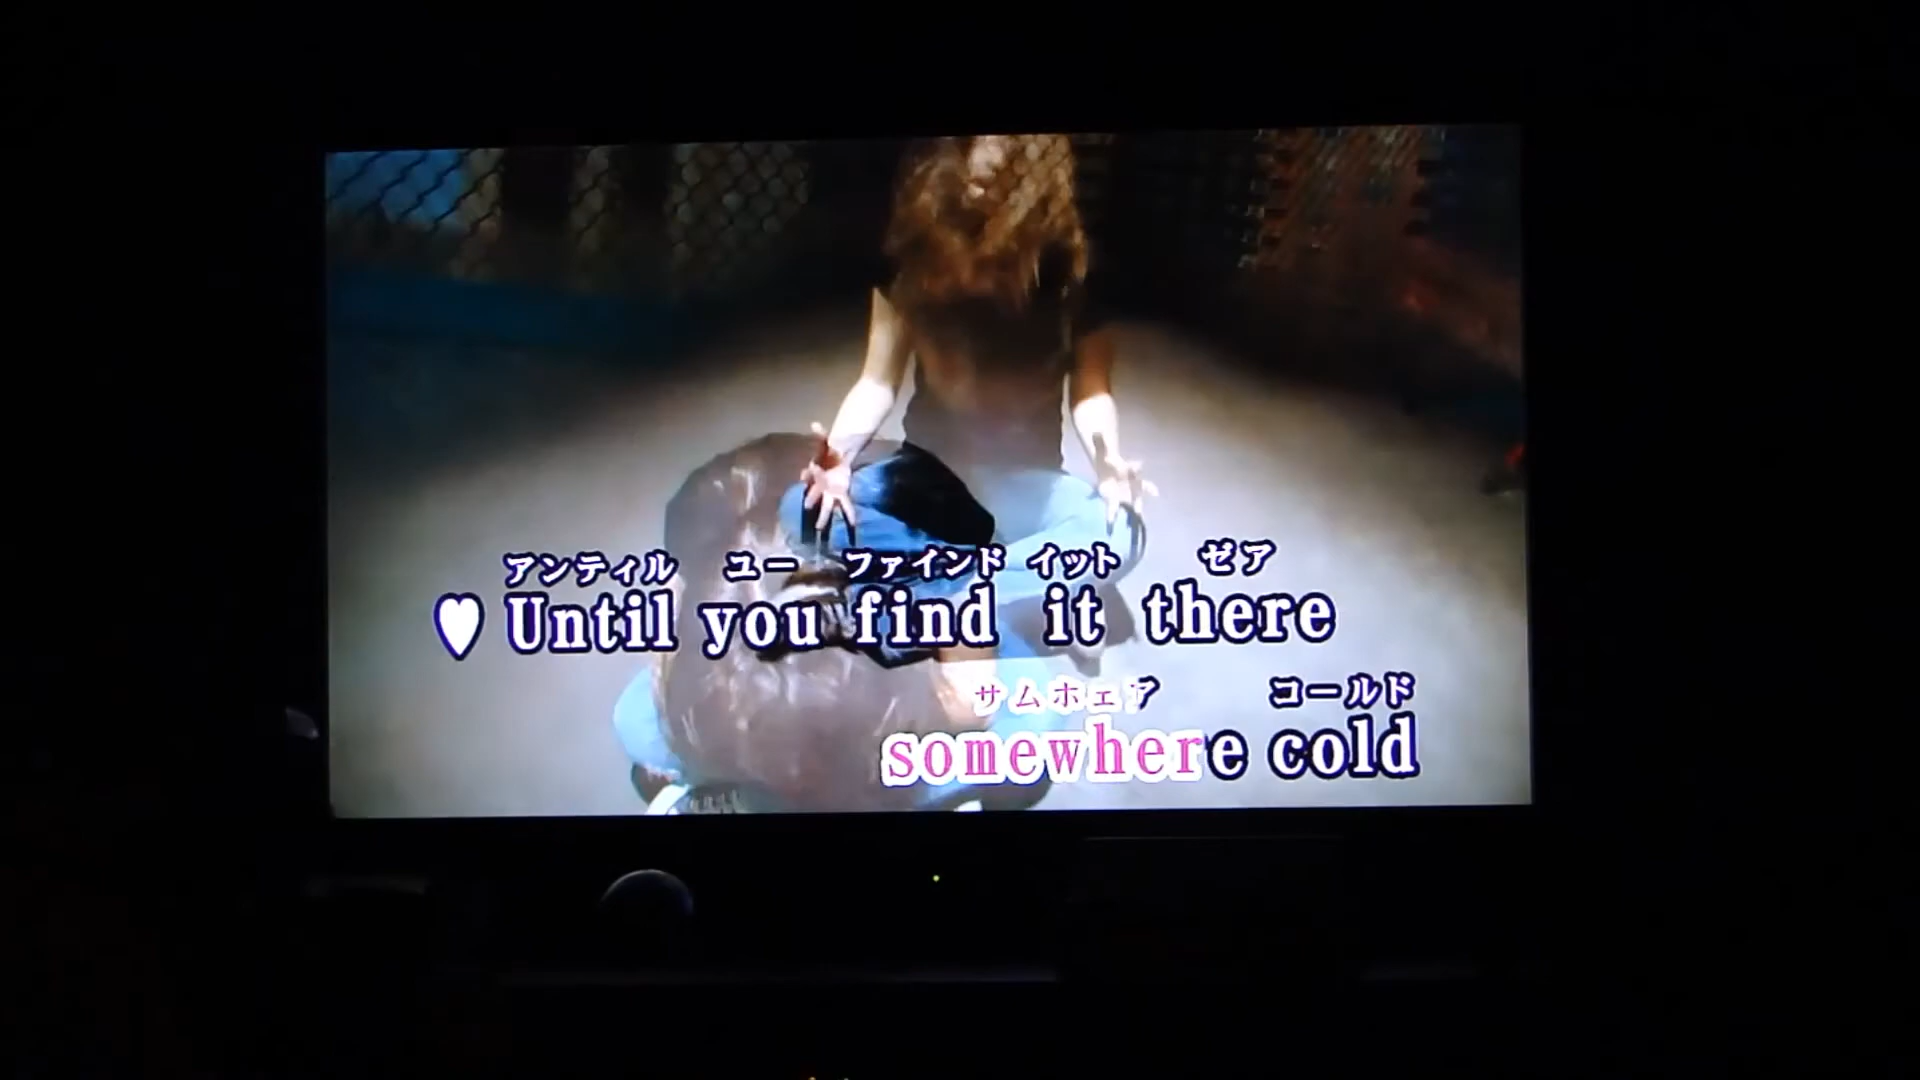 アンティル ユー ファインド イット ゼア
♥ Until you find it there
サムホェア コールド
somewhere cold